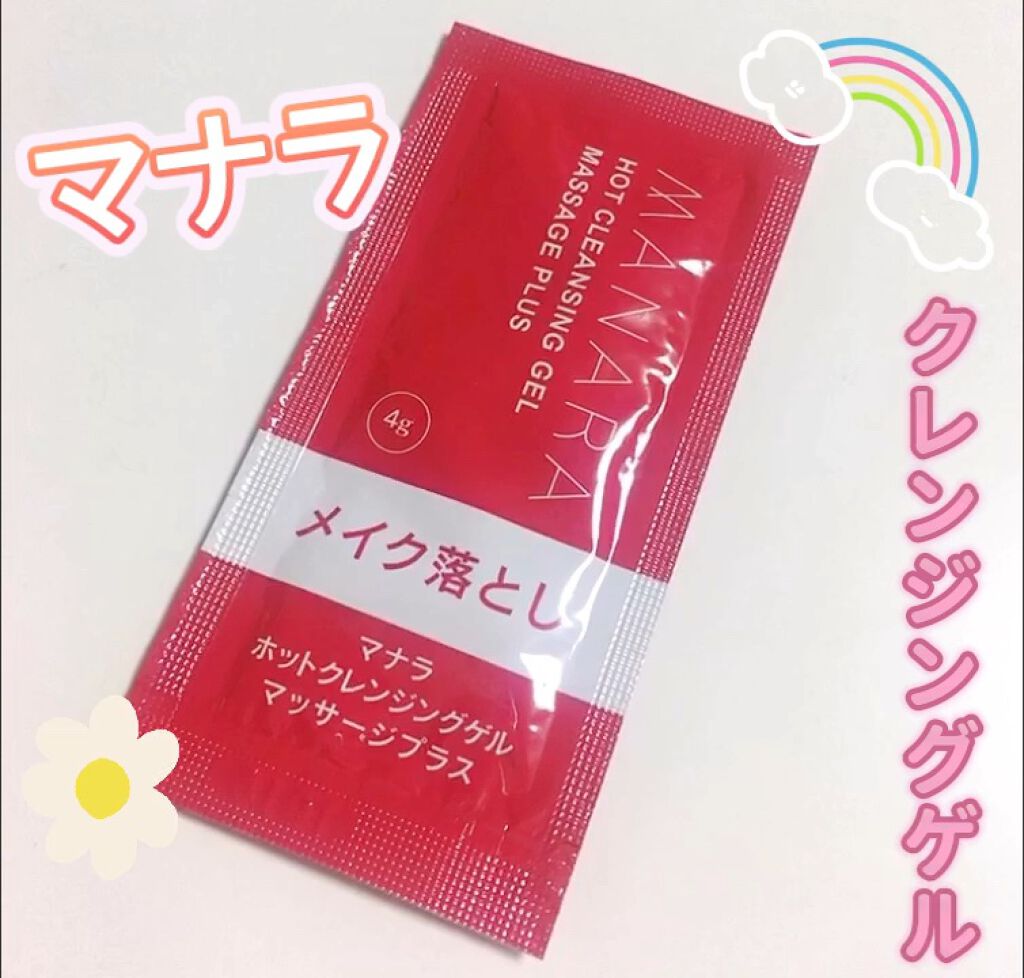 マナラ
クレンジングゲル
MANARA
HOT CLEANSING GEL
MASSAGE PLUS
4g
メイク落とし
マナラ
ホットクレンジングゲル
マッサージプラス